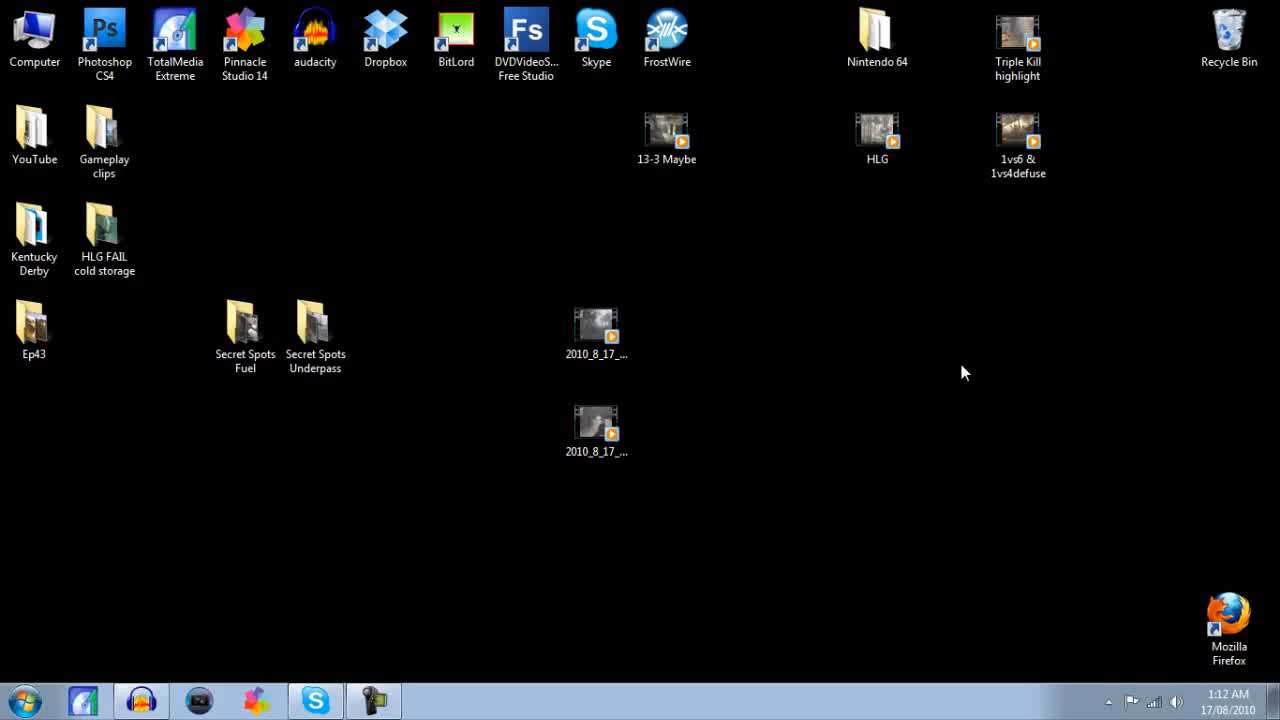 Computer
Photoshop
CS4
TotalMedia
Extreme
Pinnacle
Studio 14
audacity
Dropbox
BitLord
DVDVideoS...
Free Studio
Skype
FrostWire
Nintendo 64
Triple Kill
highlight
Recycle Bin
YouTube
Gameplay
clips
13-3 Maybe
HLG
1vs6 &
1vs4defuse
Kentucky
Derby
HLG FAIL
cold storage
Ep43
Secret Spots
Fuel
Secret Spots
Underpass
2010_8_17_...
2010_8_17_...
Mozilla
Firefox
1:12 AM
17/08/2010
Ps
Fs